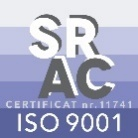 SR
AC
CERTIFICAT nr. 11741
ISO 9001